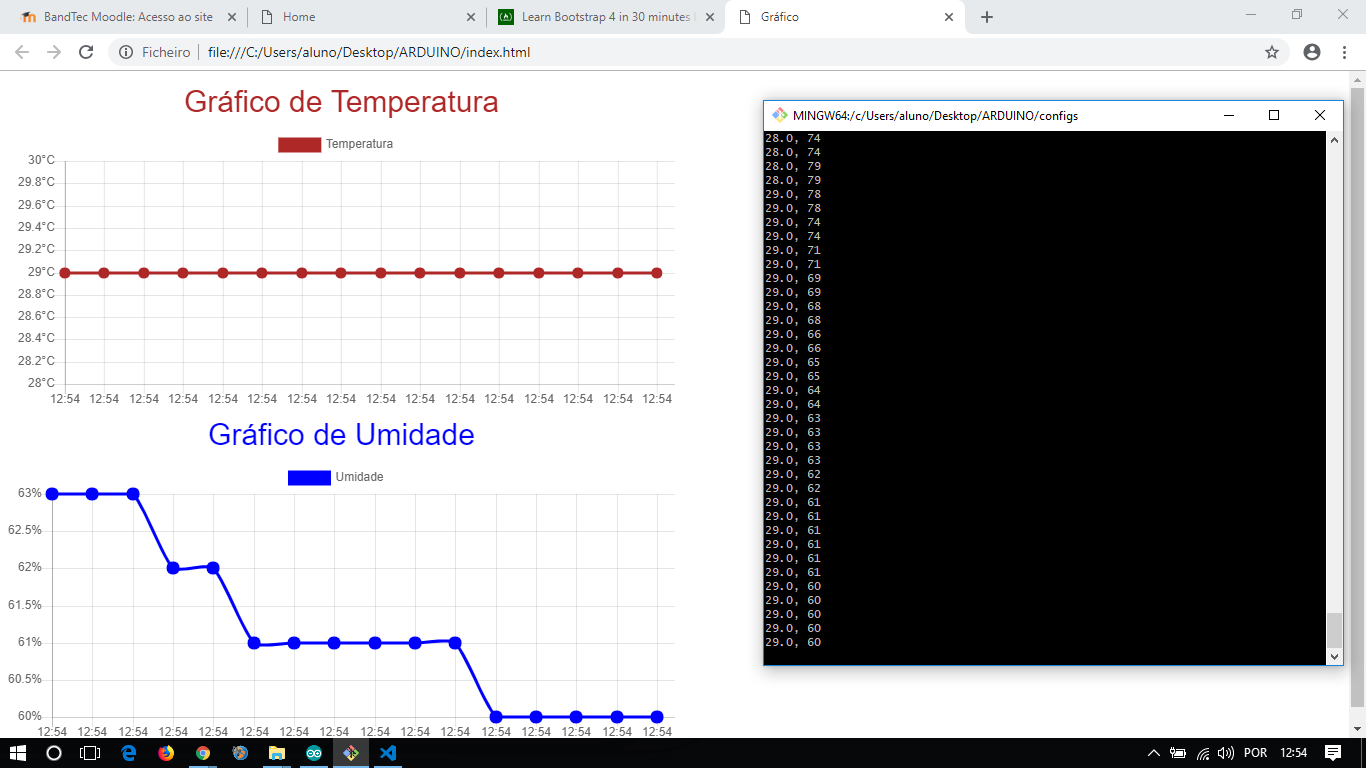 BandTec Moodle: Acesso ao site
Home
Learn Bootstrap 4 in 30 minutes
Gráfico
Ficheiro
file:///C:/Users/aluno/Desktop/ARDUINO/index.html
Gráfico de Temperatura
Temperatura
30°C
29.8°C
29.6°C
29.4°C
29.2°C
29°C
28.8°C
28.6°C
28.4°C
28.2°C
28°C
12:54 12:54 12:54 12:54 12:54 12:54 12:54 12:54 12:54 12:54 12:54 12:54 12:54 12:54 12:54 12:54
Gráfico de Umidade
Umidade
63%
62.5%
62%
61.5%
61%
60.5%
60%
12:54 12:54 12:54 12:54 12:54 12:54 12:54 12:54 12:54 12:54 12:54 12:54 12:54 12:54 12:54 12:54
MINGW64:/c/Users/aluno/Desktop/ARDUINO/configs
28.0, 74
28.0, 74
28.0, 79
28.0, 79
29.0, 78
29.0, 78
29.0, 74
29.0, 74
29.0, 71
29.0, 71
29.0, 69
29.0, 69
29.0, 68
29.0, 68
29.0, 66
29.0, 66
29.0, 65
29.0, 65
29.0, 64
29.0, 64
29.0, 63
29.0, 63
29.0, 63
29.0, 63
29.0, 62
29.0, 62
29.0, 61
29.0, 61
29.0, 61
29.0, 61
29.0, 61
29.0, 61
29.0, 60
29.0, 60
29.0, 60
29.0, 60
29.0, 60
POR
12:54